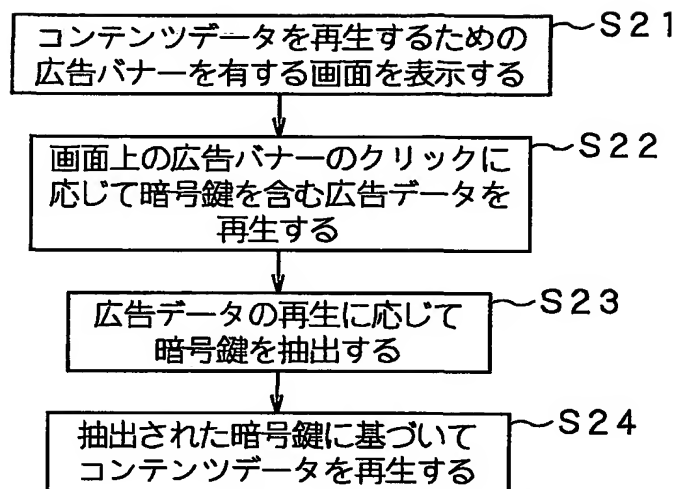 コンテンツデータを再生するための
広告バナーを有する画面を表示する
S21
画面上の広告バナーのクリックに
応じて暗号鍵を含む広告データを
再生する
S22
広告データの再生に応じて
暗号鍵を抽出する
S23
抽出された暗号鍵に基づいて
コンテンツデータを再生する
S24